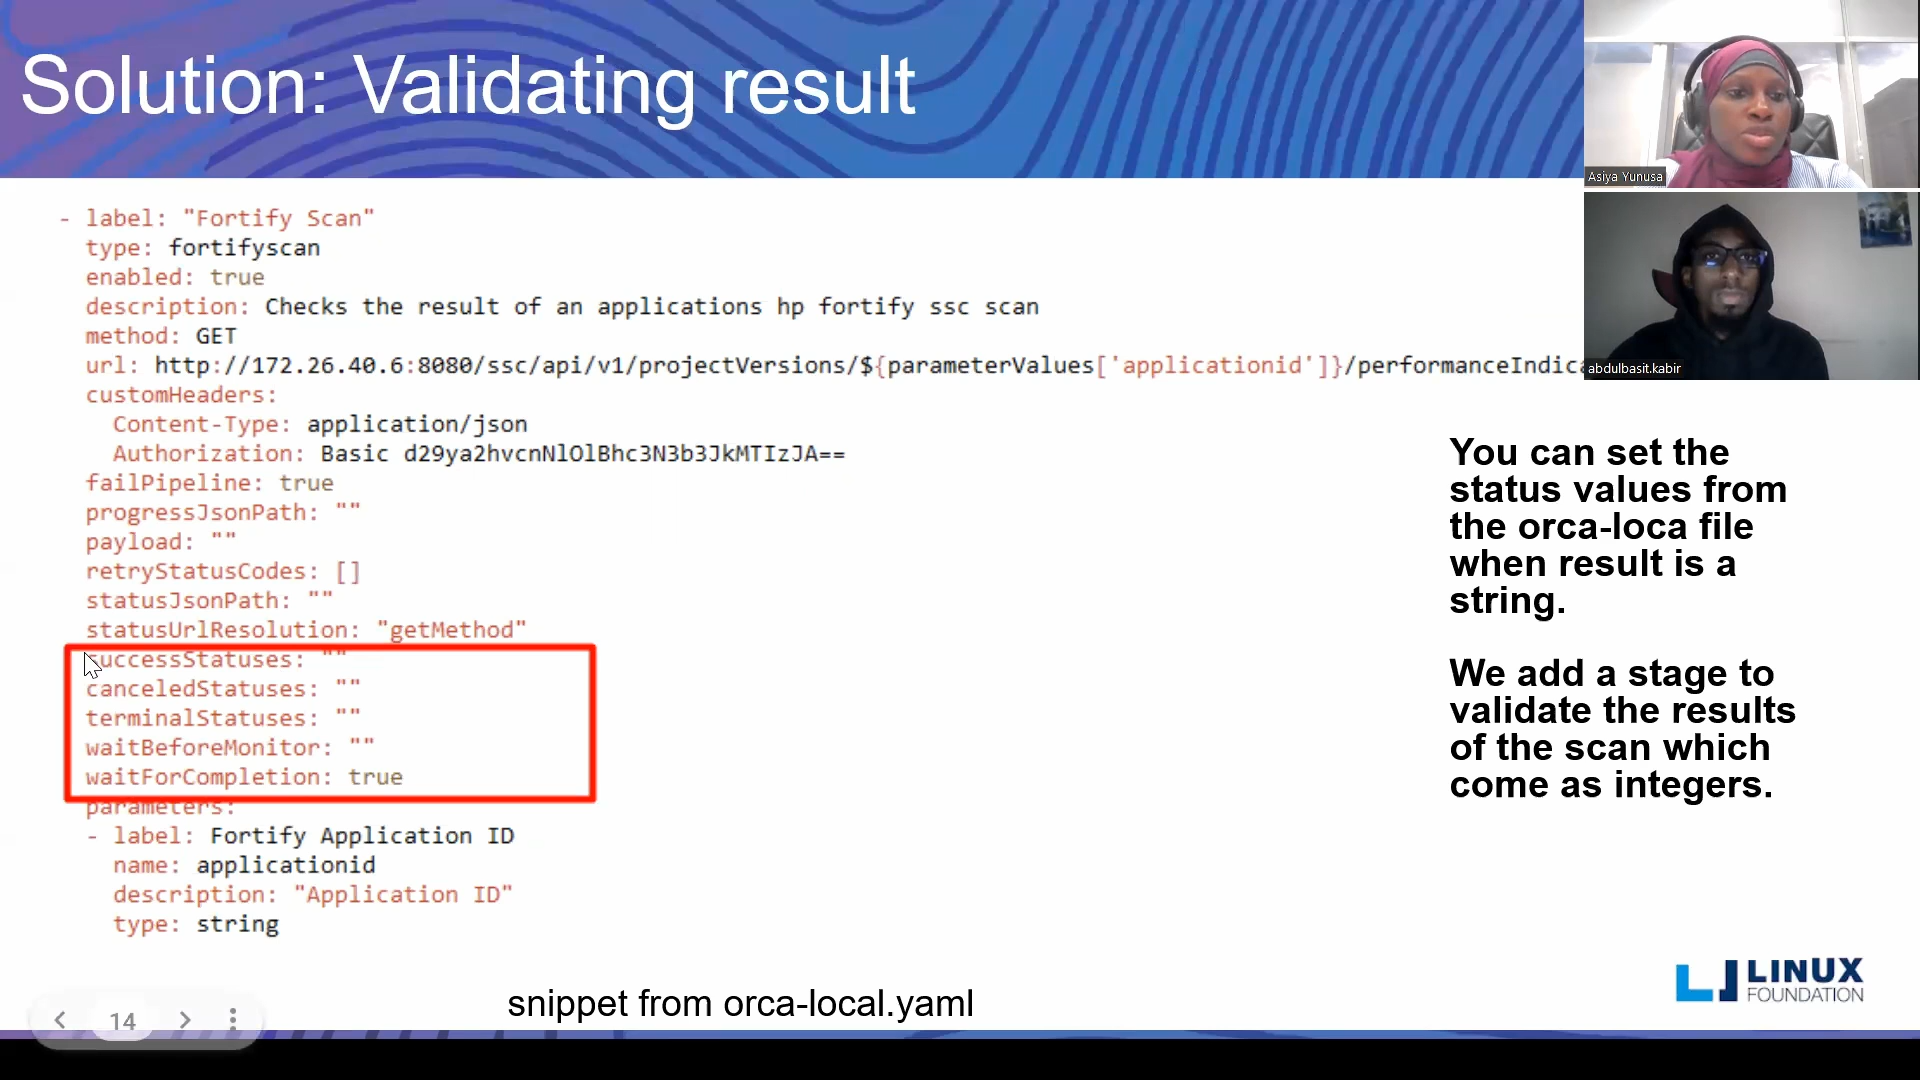 Solution: Validating result
Asiya Yunusa
abdulbasit.kabir
- label: "Fortify Scan"
type: fortifyscan
enabled: true
description: Checks the result of an applications hp fortify ssc scan
method: GET
url: http://172.26.40.6:8080/ssc/api/v1/projectVersions/${parameterValues['applicationid']}/performanceIndica
customHeaders:
Content-Type: application/json
Authorization: Basic d29ya2hvcnNlOlBhc3N3b3JkMTIzJA==
failPipeline: true
progressJsonPath: ""
payload: ""
retryStatusCodes: []
statusJsonPath: ""
statusUrlResolution: "getMethod"
successStatuses: ""
canceledStatuses: ""
terminalStatuses: ""
waitBeforeMonitor: ""
waitForCompletion: true
parameters:
- label: Fortify Application ID
name: applicationid
description: "Application ID"
type: string
You can set the
status values from
the orca-loca file
when result is a
string.
We add a stage to
validate the results
of the scan which
come as integers.
snippet from orca-local.yaml
LINUX
FOUNDATION
14